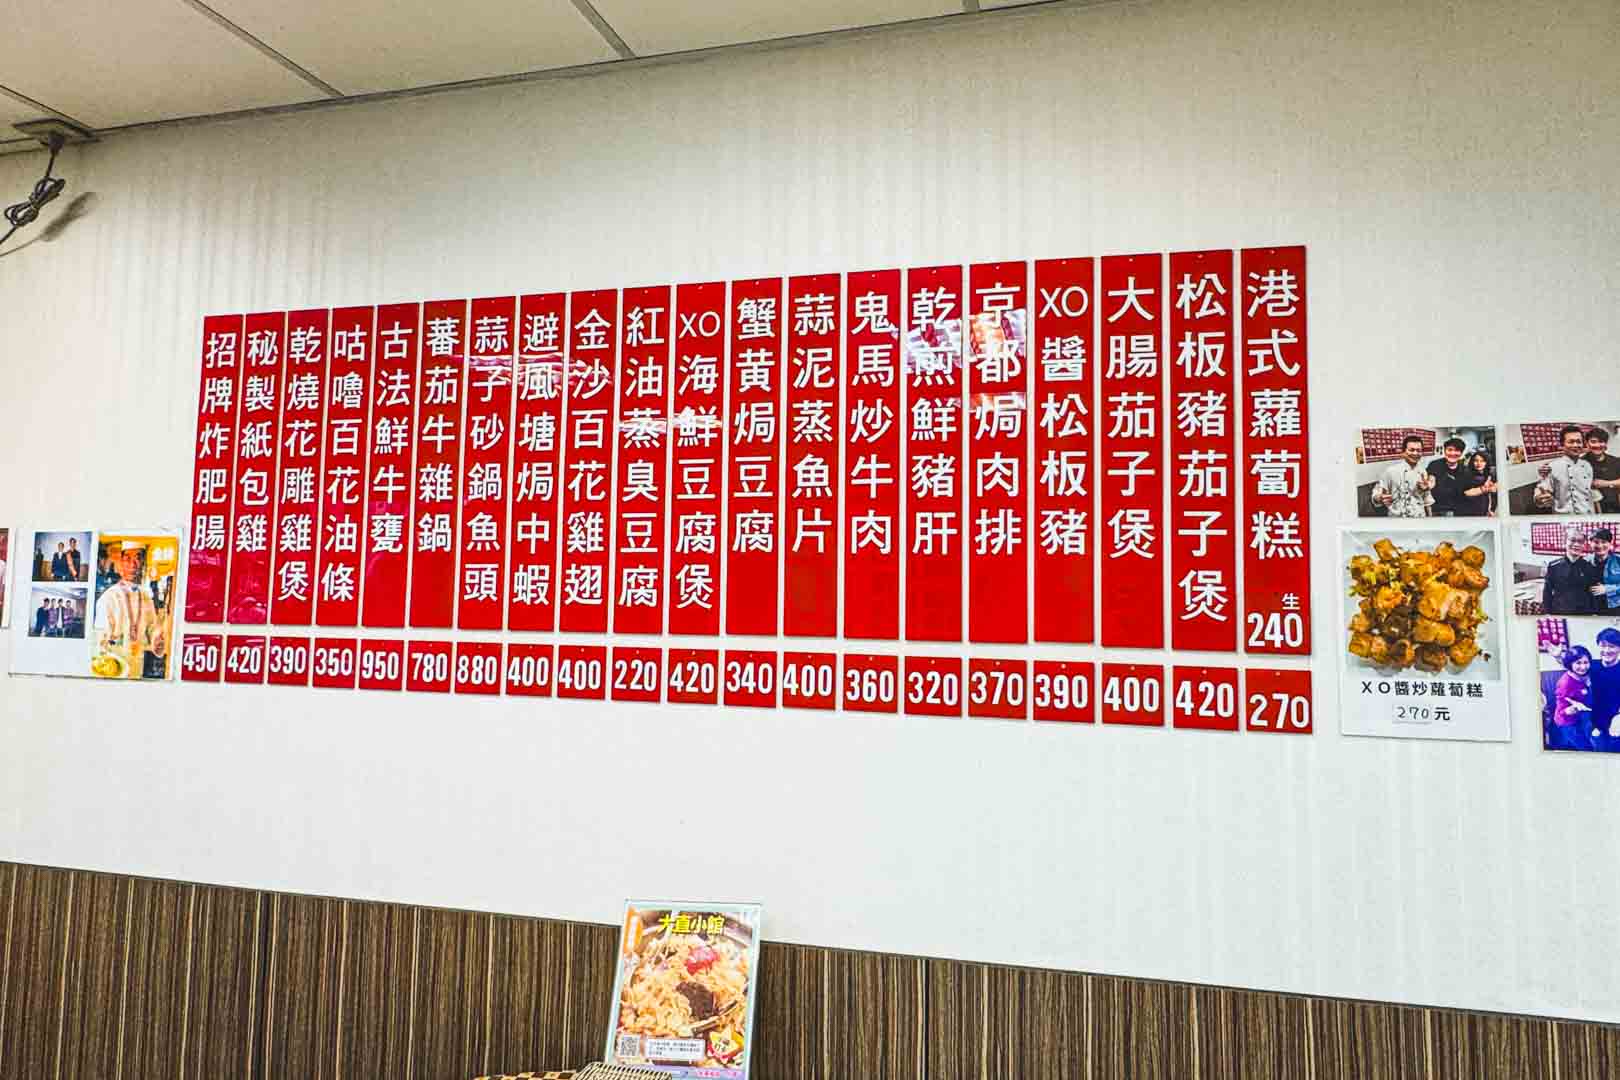 港式蘿蔔糕
生
240
270
松板豬茄子煲
420
大腸茄子煲
400
XO醬松板豬
390
京都焗肉排
370
乾煎鮮豬肝
320
鬼馬炒牛肉
360
蒜泥蒸魚片
400
蟹黄焗豆腐
340
XO海鮮豆腐煲
420
紅油蒸臭豆腐
220
金沙百花雞翅
400
避風塘焗中蝦
400
蒜子砂鍋魚頭
880
蕃茄牛雜鍋
780
古法鮮牛甕
950
咕嚕百花油條
350
乾燒花雕雞煲
390
秘製紙包雞
420
招牌炸肥腸
450
XO醬炒蘿蔔糕
270元
大直小館